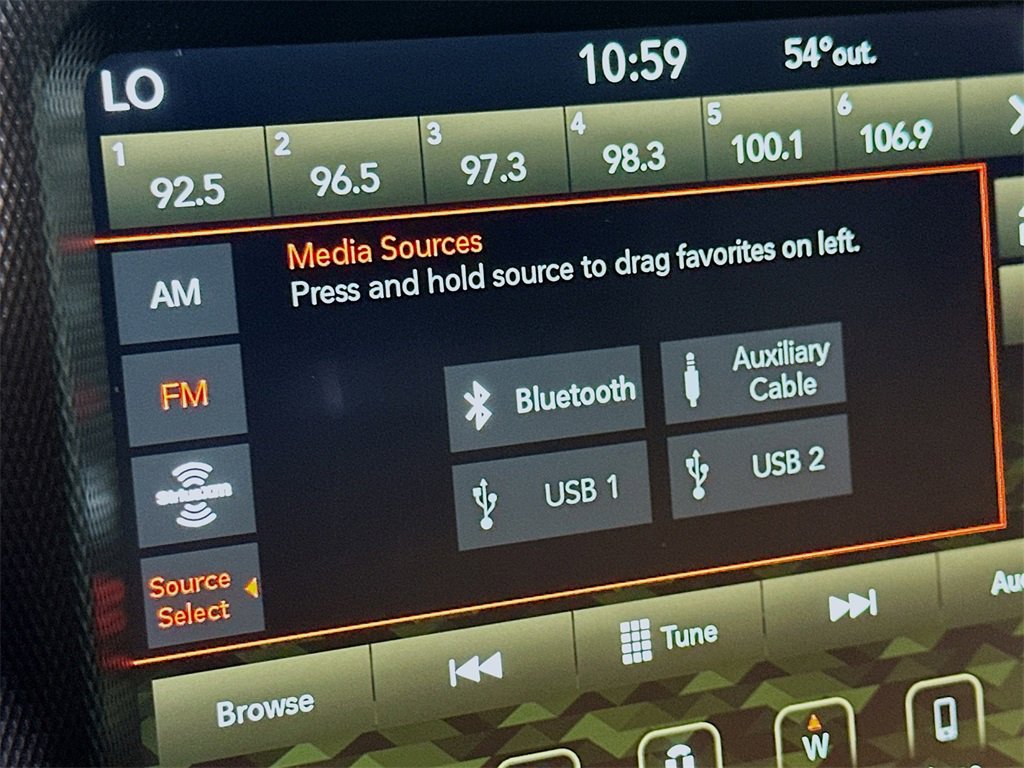 LO
10:59
54°out.
1
92.5
2
96.5
3
97.3
4
98.3
5
100.1
6
106.9
Media Sources
Press and hold source to drag favorites on left.
AM
FM
siriusxm
Source
Select
Bluetooth
Auxiliary
Cable
USB 1
USB 2
Browse
Tune
W